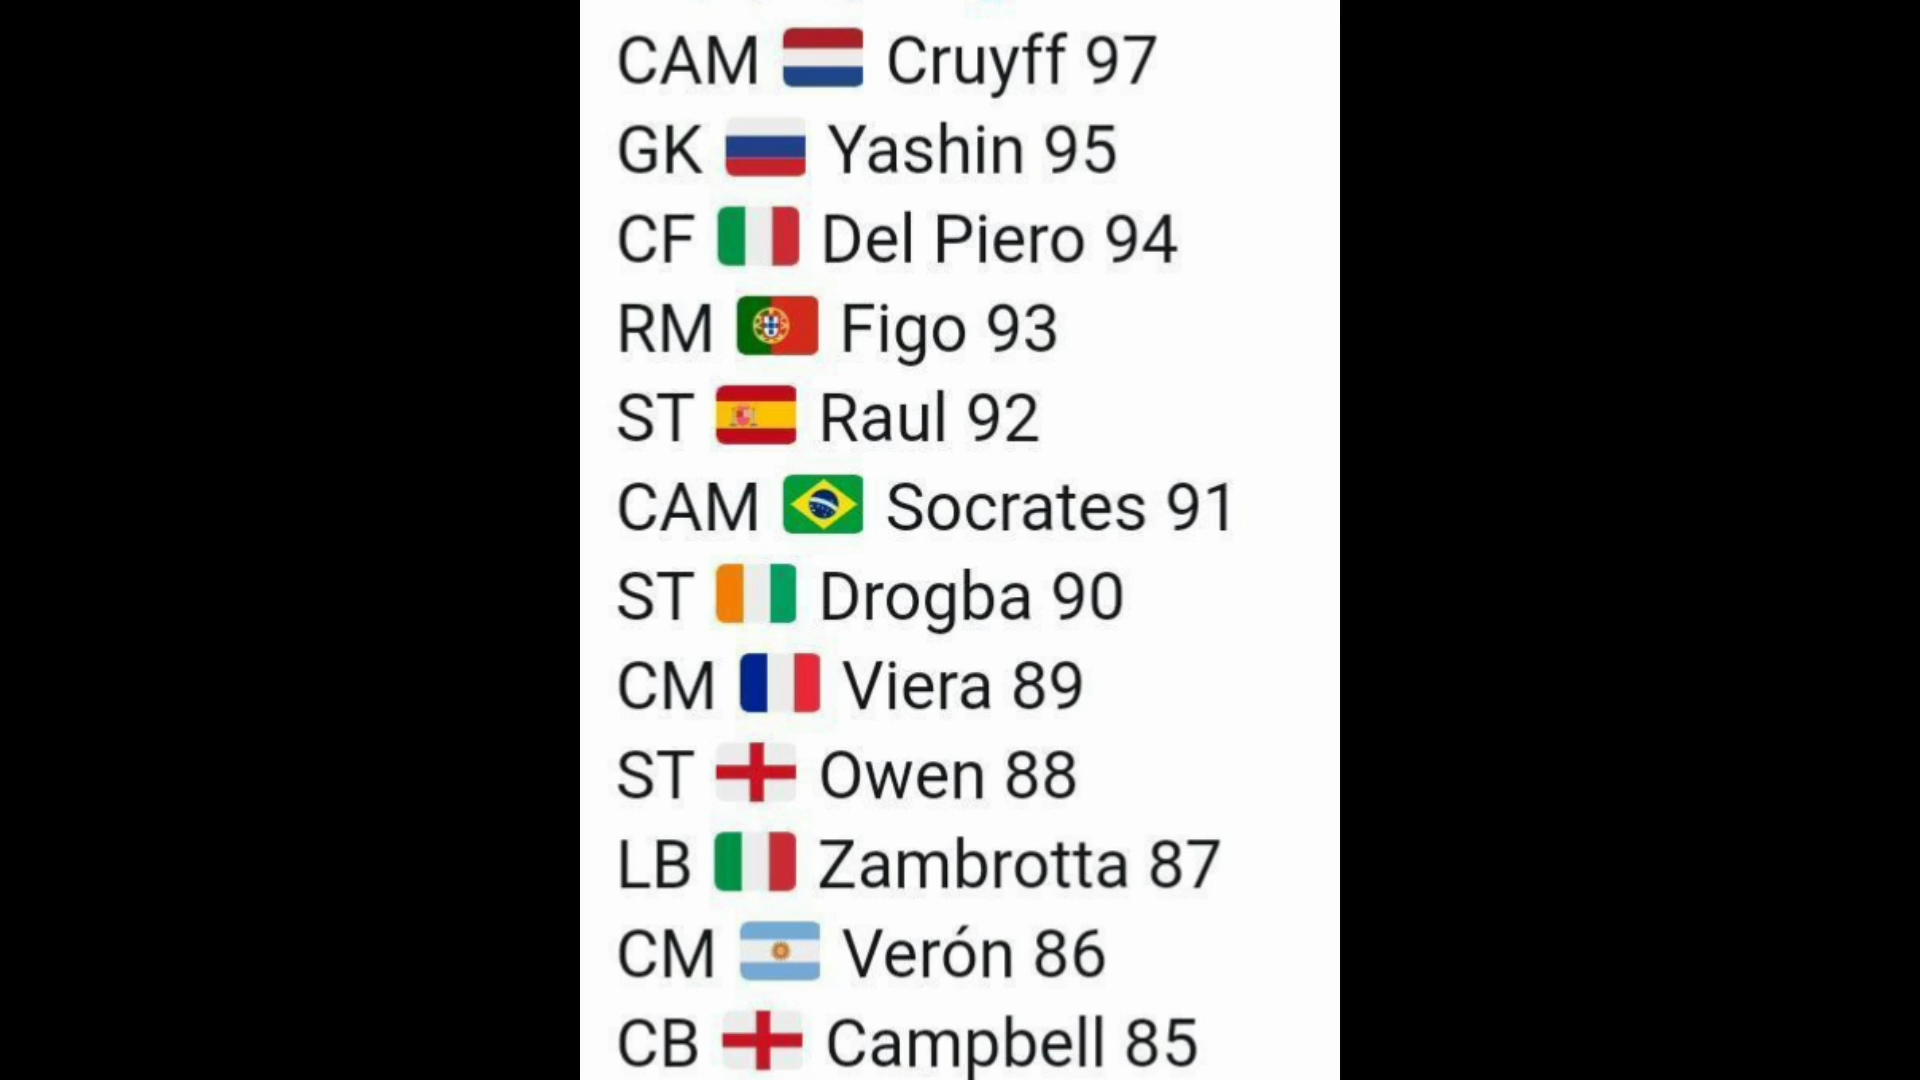 CAM Cruyff 97
GK Yashin 95
CF Del Piero 94
RM Figo 93
ST Raul 92
CAM Socrates 91
ST Drogba 90
CM Viera 89
ST Owen 88
LB Zambrotta 87
CM Verón 86
CB Campbell 85